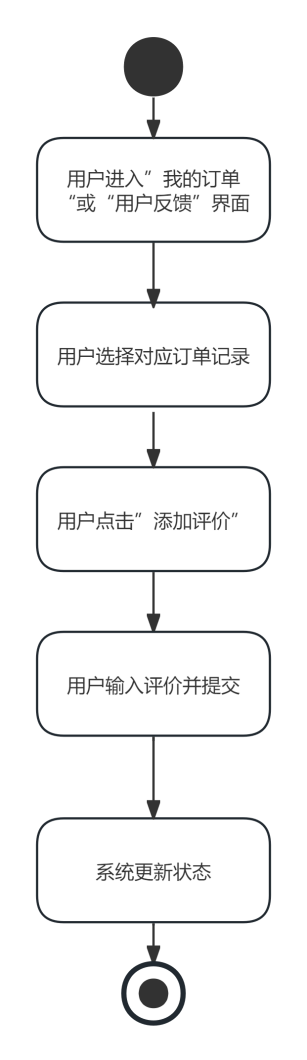 用户进入”我的订单
“或“用户反馈”界面
用户选择对应订单记录
用户点击”添加评价”
用户输入评价并提交
系统更新状态